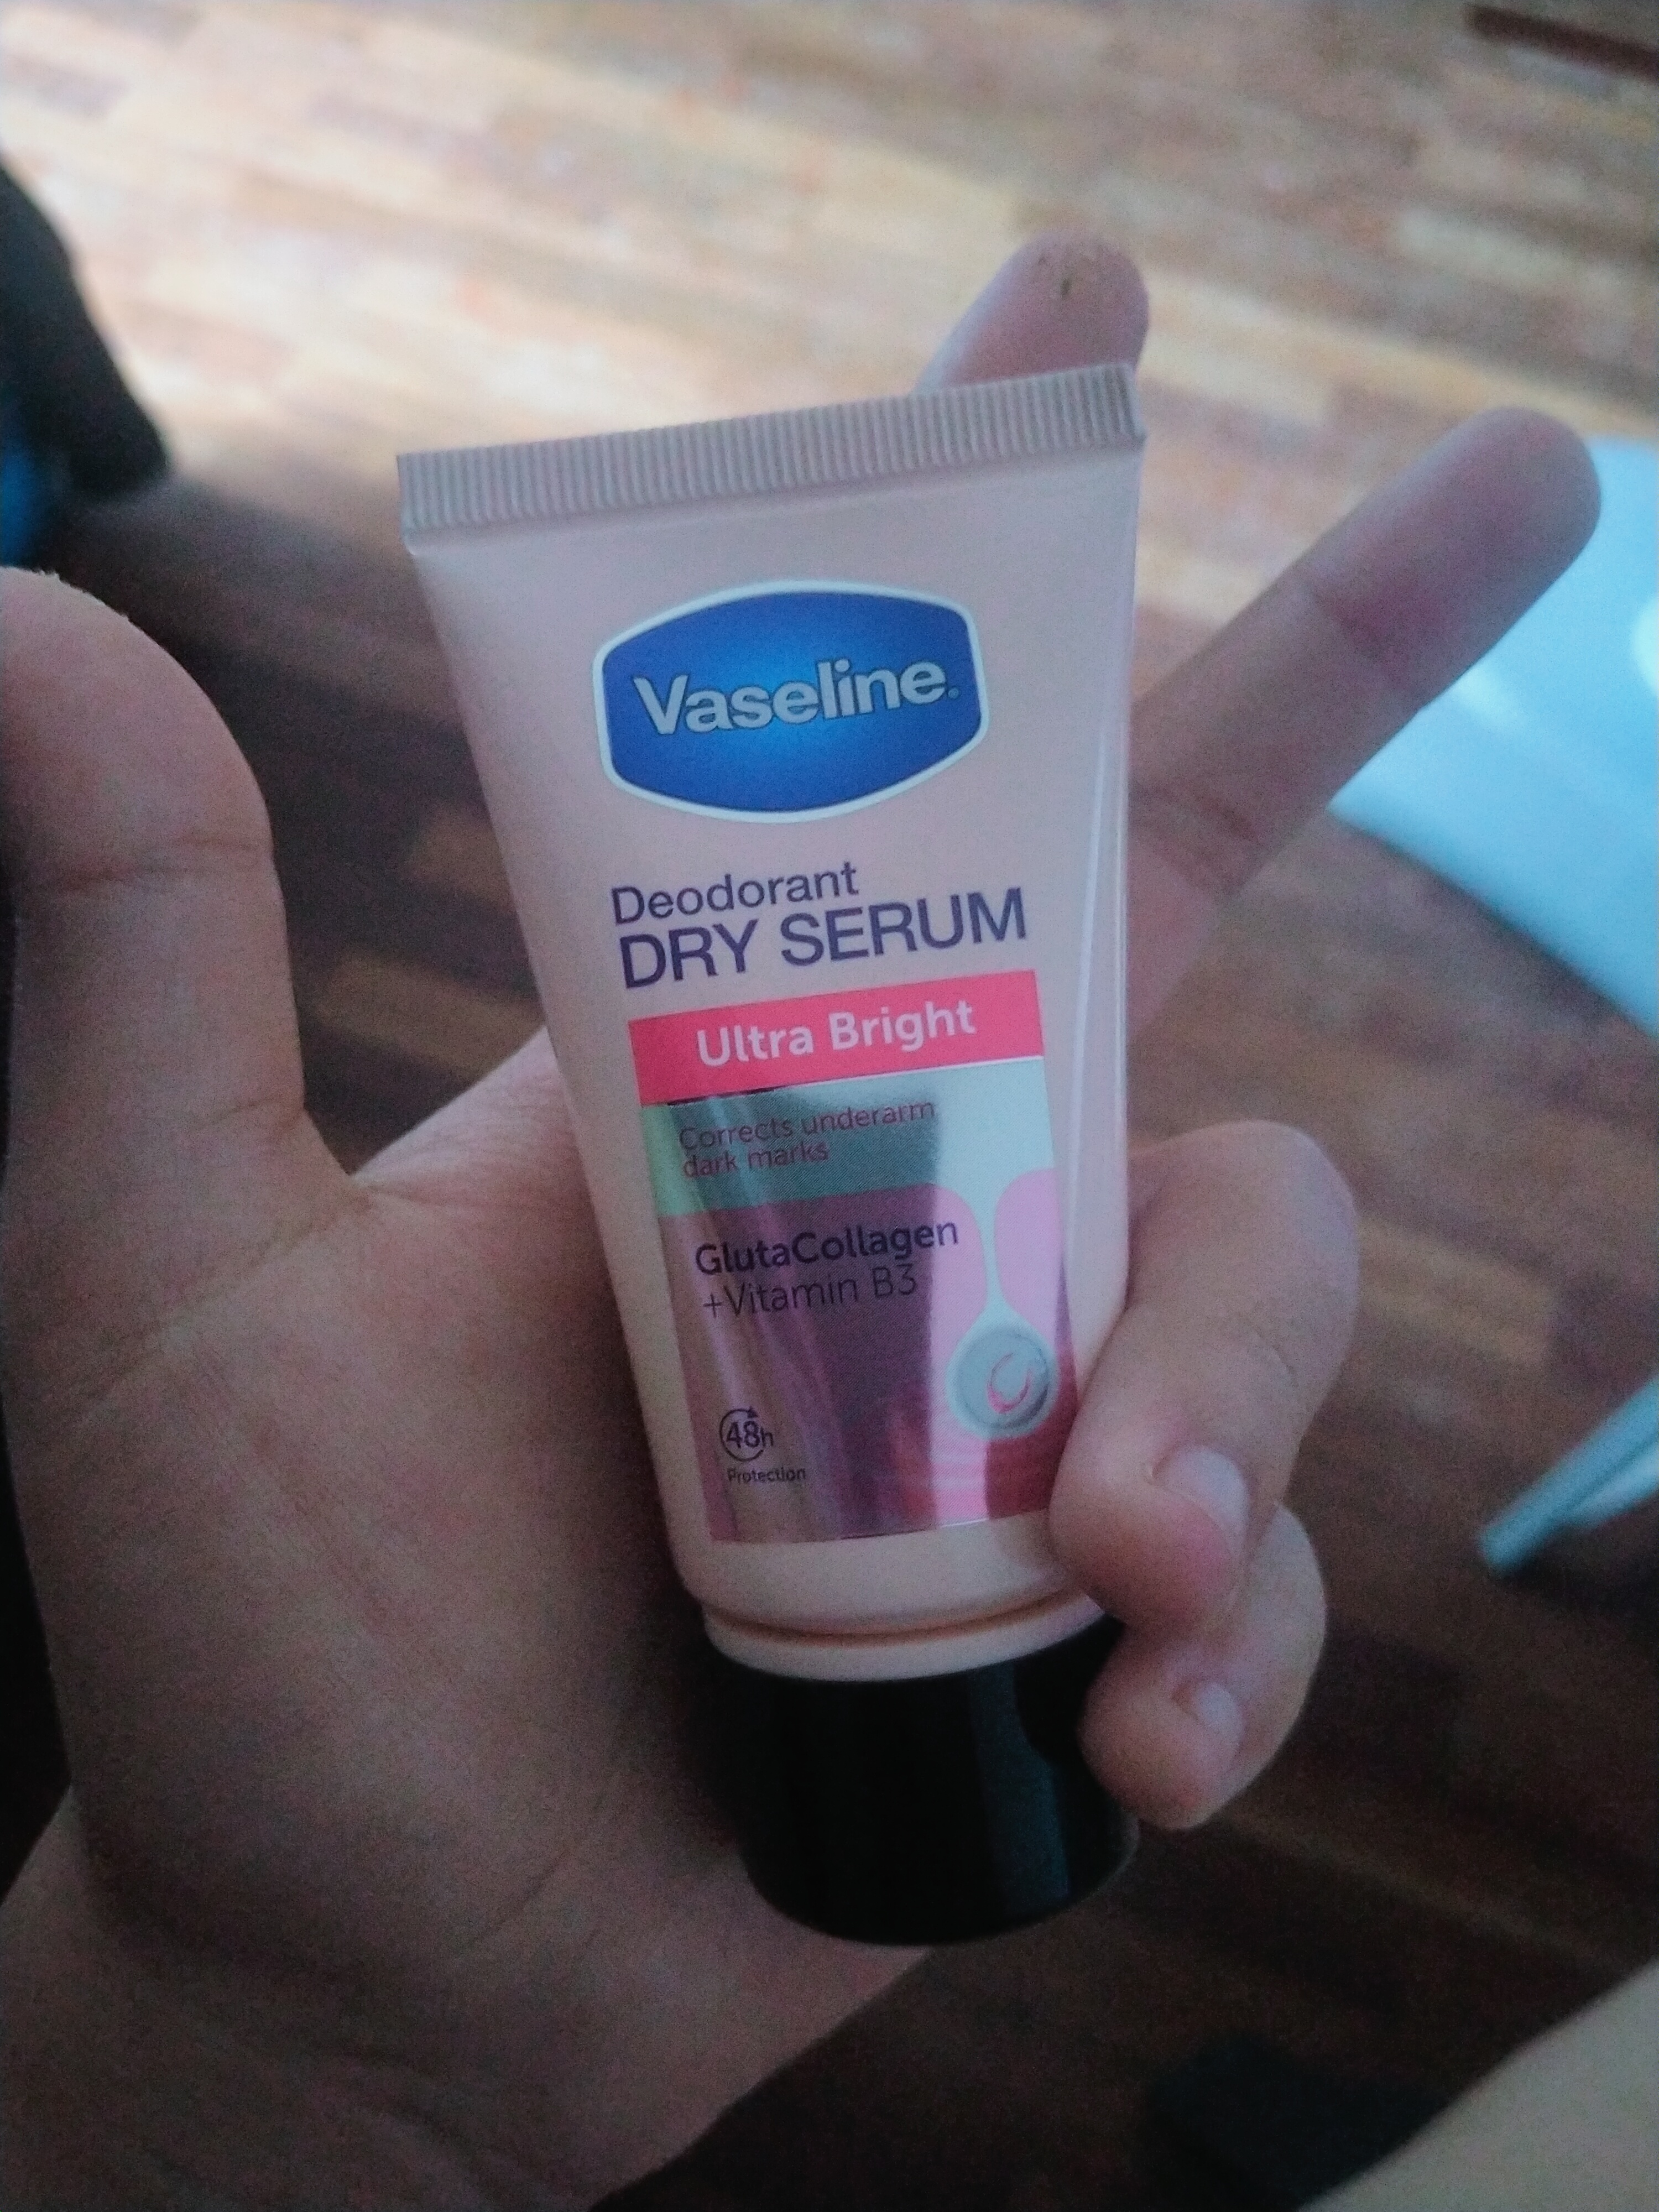 Vaseline.
Deodorant
DRY SERUM
Ultra Bright
Corrects underarm
dark marks
GlutaCollagen
+Vitamin B3
48h
Protection